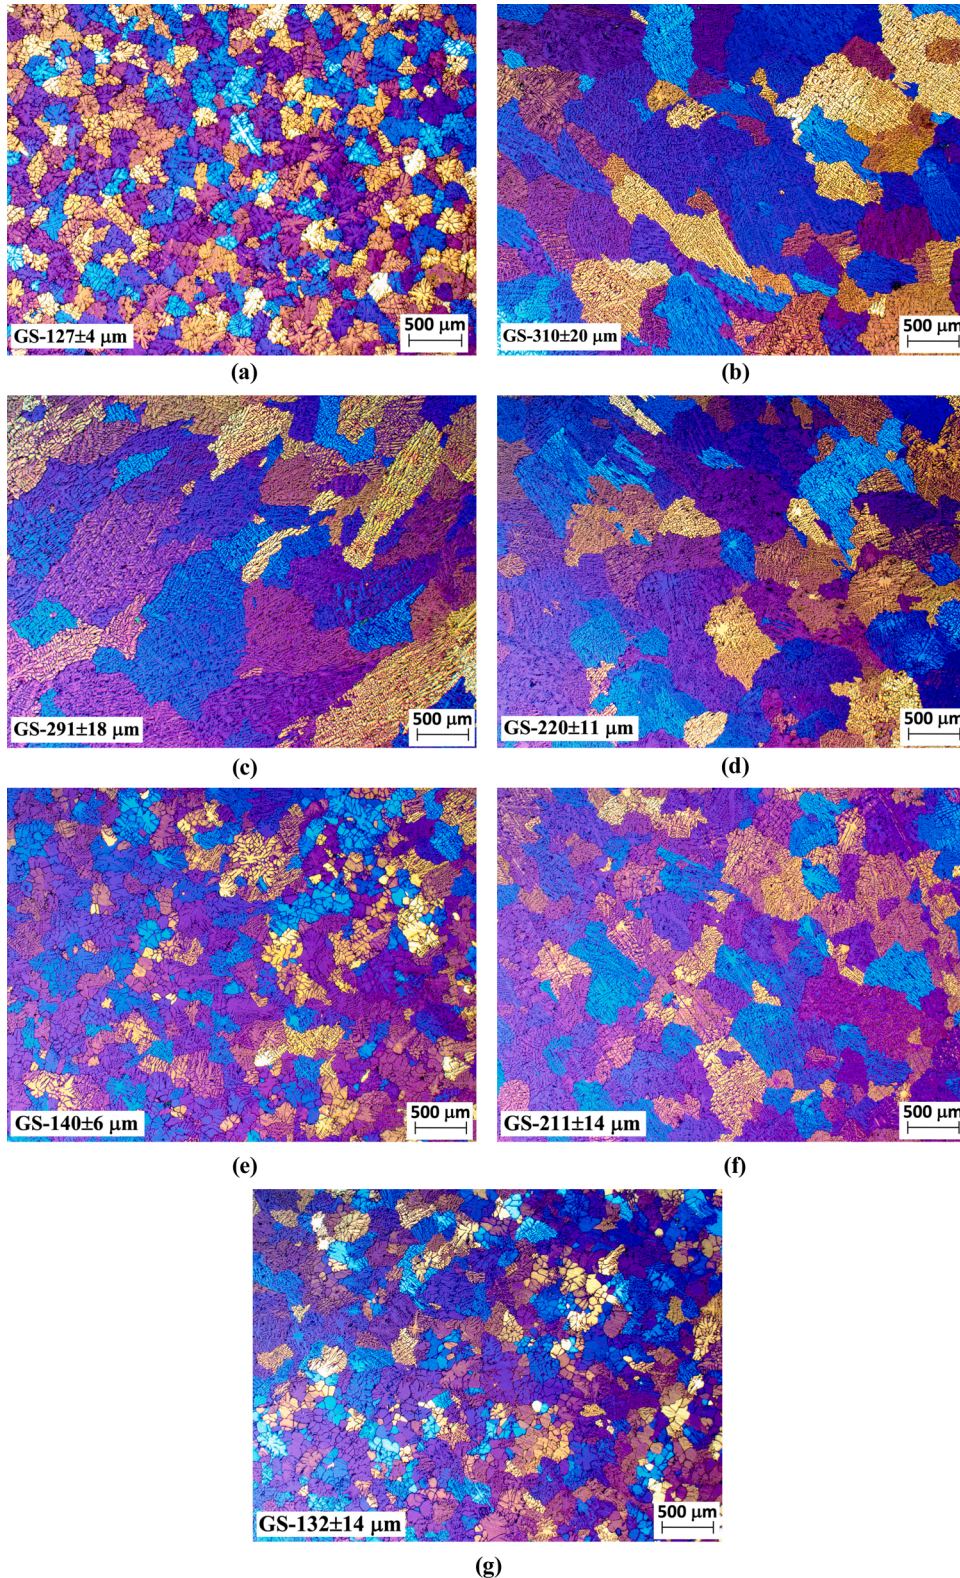 GS-127±4 µm
500 µm
(a)
GS-310±20 µm
500 µm
(b)
GS-291±18 µm
500 µm
(c)
GS-220±11 µm
500 µm
(d)
GS-140±6 µm
500 µm
(e)
GS-211±14 µm
500 µm
(f)
GS-132±14 µm
500 µm
(g)